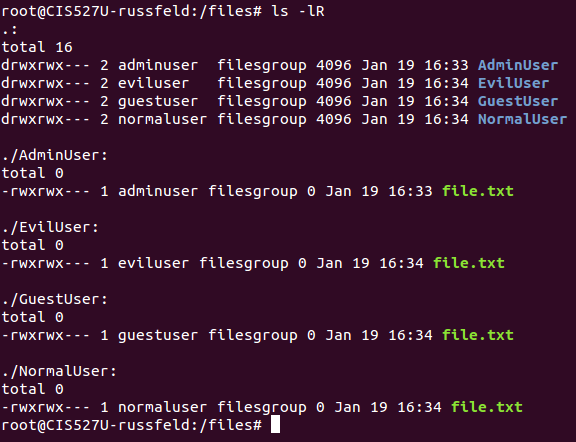 root@CIS527U-russfeld:/files# ls -lR
.:
total 16
drwxrwx--- 2 adminuser  filesgroup 4096 Jan 19 16:33 AdminUser
drwxrwx--- 2 eviluser   filesgroup 4096 Jan 19 16:34 EvilUser
drwxrwx--- 2 guestuser  filesgroup 4096 Jan 19 16:34 GuestUser
drwxrwx--- 2 normaluser filesgroup 4096 Jan 19 16:34 NormalUser

./AdminUser:
total 0
-rwxrwx--- 1 adminuser filesgroup 0 Jan 19 16:33 file.txt

./EvilUser:
total 0
-rwxrwx--- 1 eviluser filesgroup 0 Jan 19 16:34 file.txt

./GuestUser:
total 0
-rwxrwx--- 1 guestuser filesgroup 0 Jan 19 16:34 file.txt

./NormalUser:
total 0
-rwxrwx--- 1 normaluser filesgroup 0 Jan 19 16:34 file.txt
root@CIS527U-russfeld:/files#